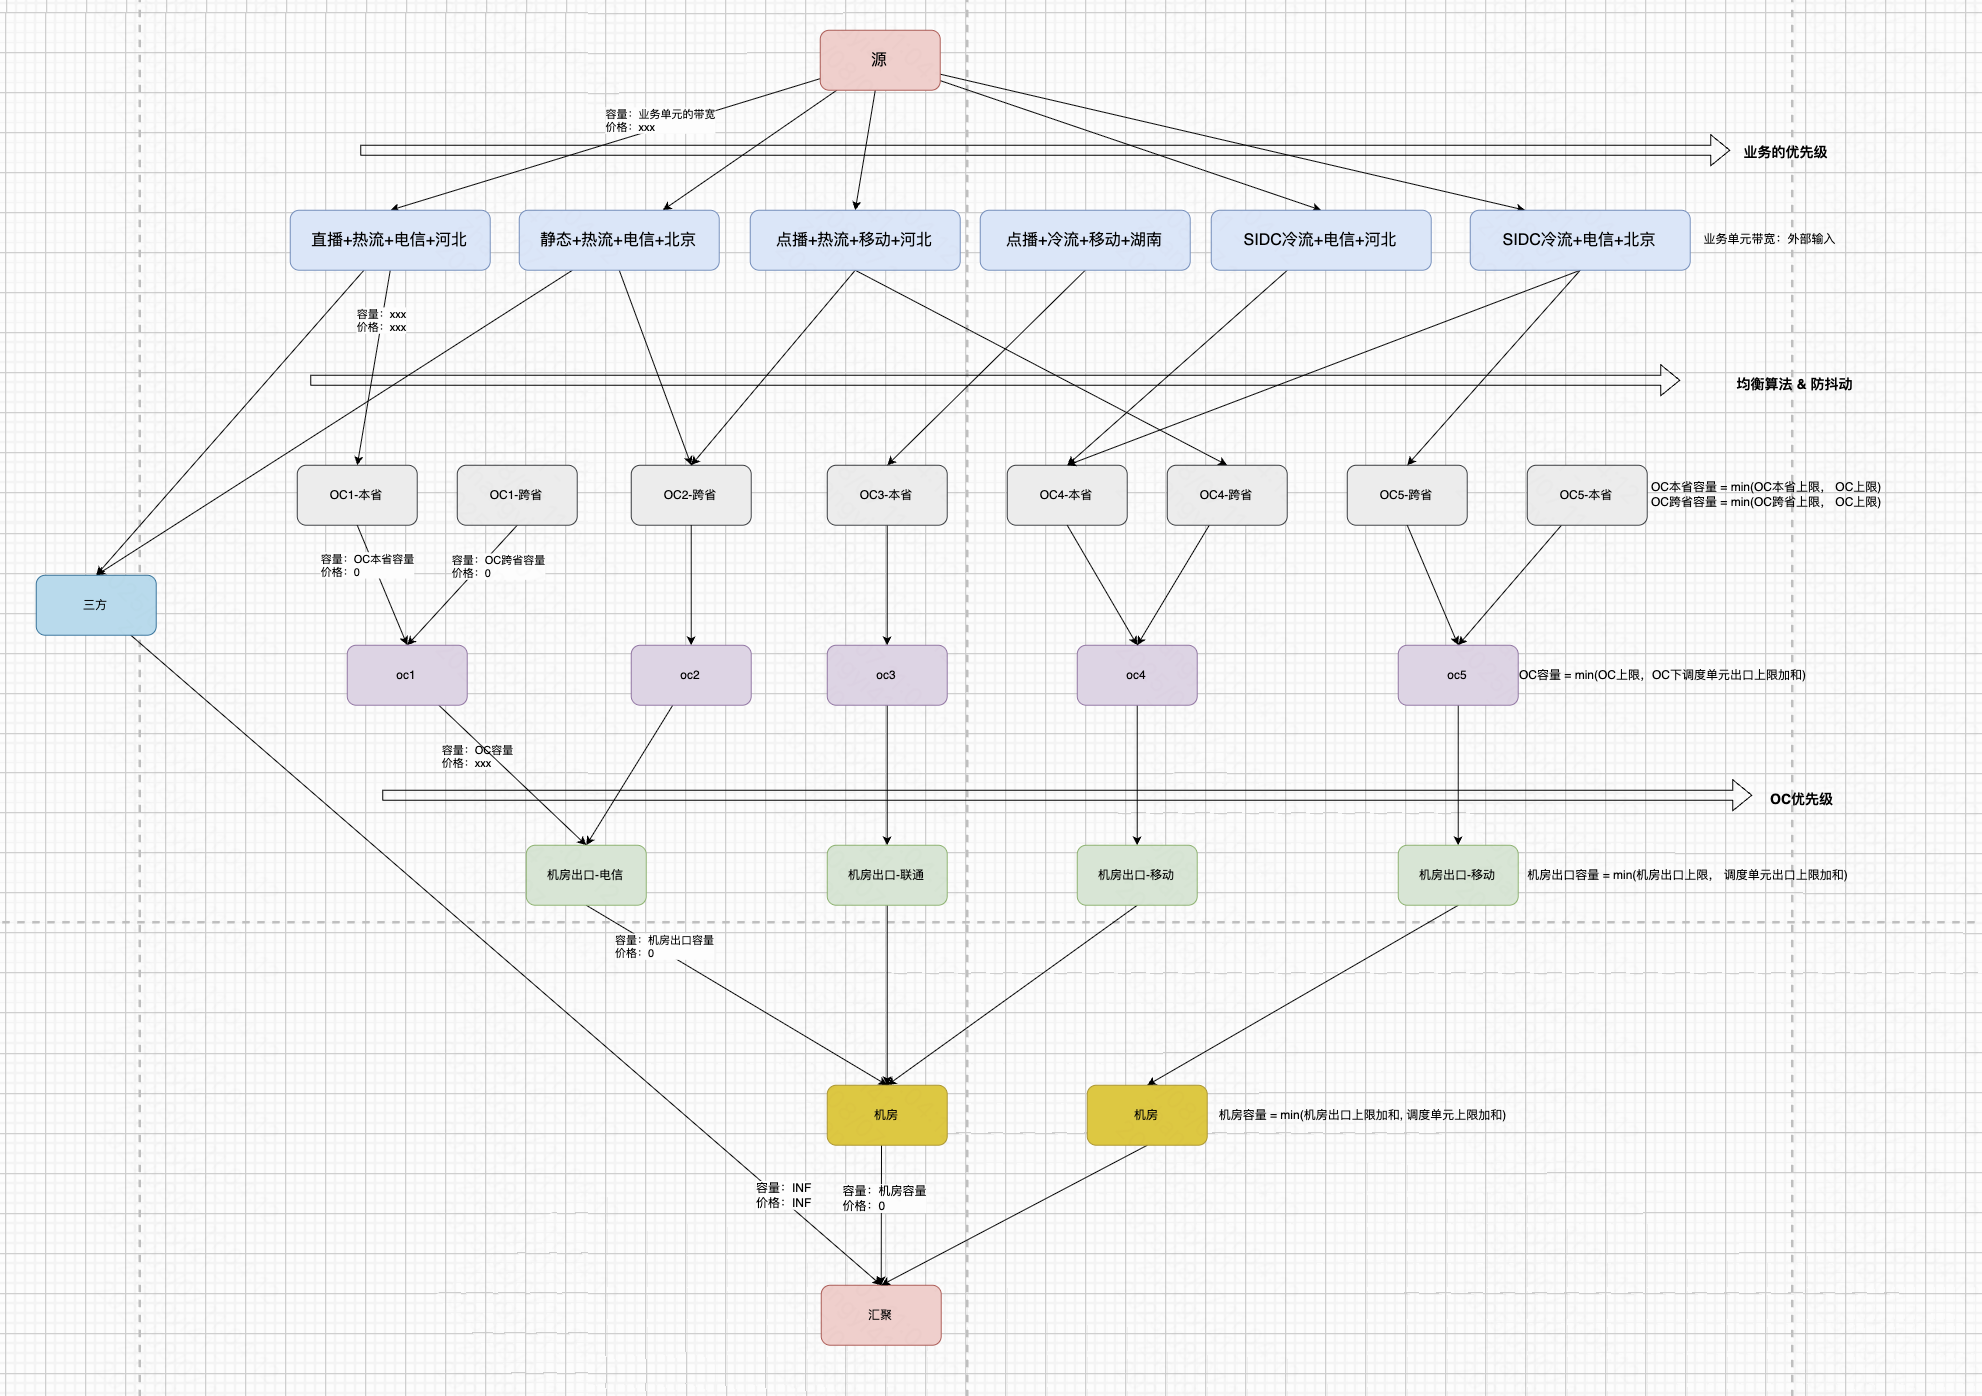 源
容量：业务单元的带宽
价格：xxx
业务的优先级
直播+热流+电信+河北
静态+热流+电信+北京
点播+热流+移动+河北
点播+冷流+移动+湖南
SIDC冷流+电信+河北
SIDC冷流+电信+北京
业务单元带宽：外部输入
容量：xxx
价格：xxx
均衡算法 & 防抖动
OC1-本省
OC1-跨省
OC2-跨省
OC3-本省
OC4-本省
OC4-跨省
OC5-跨省
OC5-本省
OC本省容量 = min(OC本省上限， OC上限)
OC跨省容量 = min(OC跨省上限， OC上限)
容量：OC本省容量
价格：0
容量：OC跨省容量
价格：0
三方
oc1
oc2
oc3
oc4
oc5
OC容量 = min(OC上限，OC下调度单元出口上限加和)
容量：OC容量
价格：xxx
OC优先级
机房出口-电信
机房出口-联通
机房出口-移动
机房出口-移动
机房出口容量 = min(机房出口上限， 调度单元出口上限加和)
容量：机房出口容量
价格：0
机房
机房
机房容量 = min(机房出口上限加和, 调度单元上限加和)
容量：INF
价格：INF
容量：机房容量
价格：0
汇聚